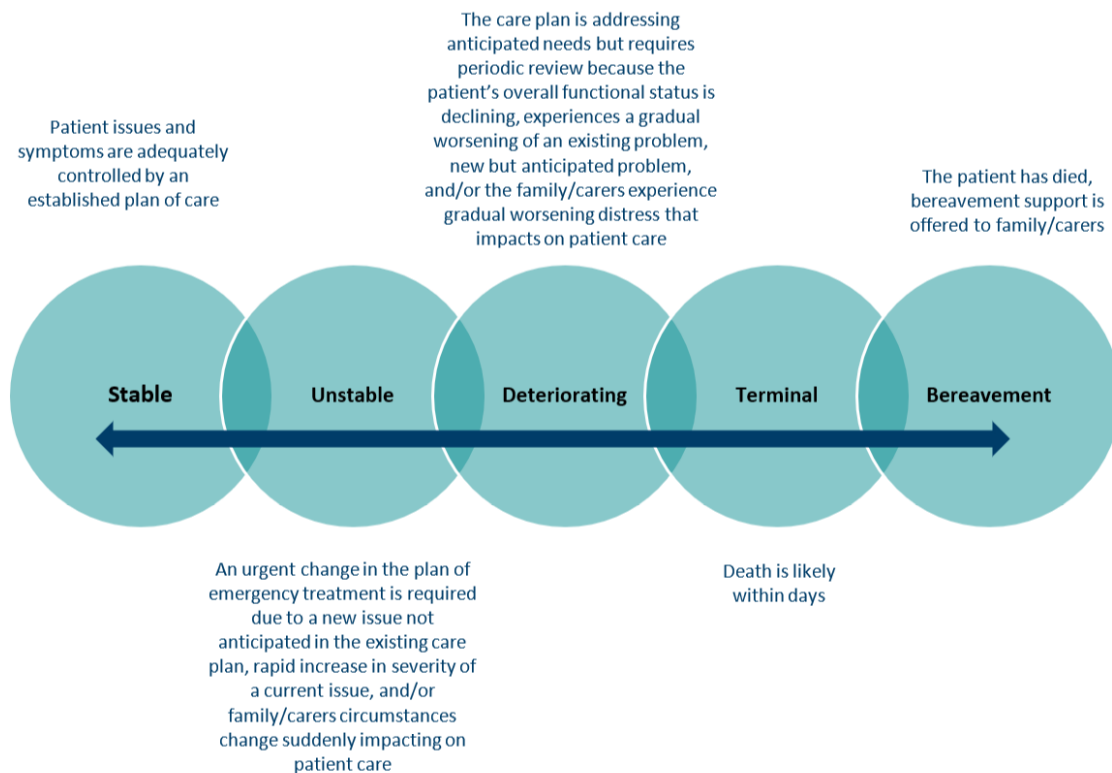 The care plan is addressing
anticipated needs but requires
periodic review because the
patient’s overall functional status is
declining, experiences a gradual
worsening of an existing problem,
new but anticipated problem,
and/or the family/carers experience
gradual worsening distress that
impacts on patient care
Patient issues and
symptoms are adequately
controlled by an
established plan of care
The patient has died,
bereavement support is
offered to family/carers
Stable
Unstable
Deteriorating
Terminal
Bereavement
An urgent change in the plan of
emergency treatment is required
due to a new issue not
anticipated in the existing care
plan, rapid increase in severity of
a current issue, and/or
family/carers circumstances
change suddenly impacting on
patient care
Death is likely
within days